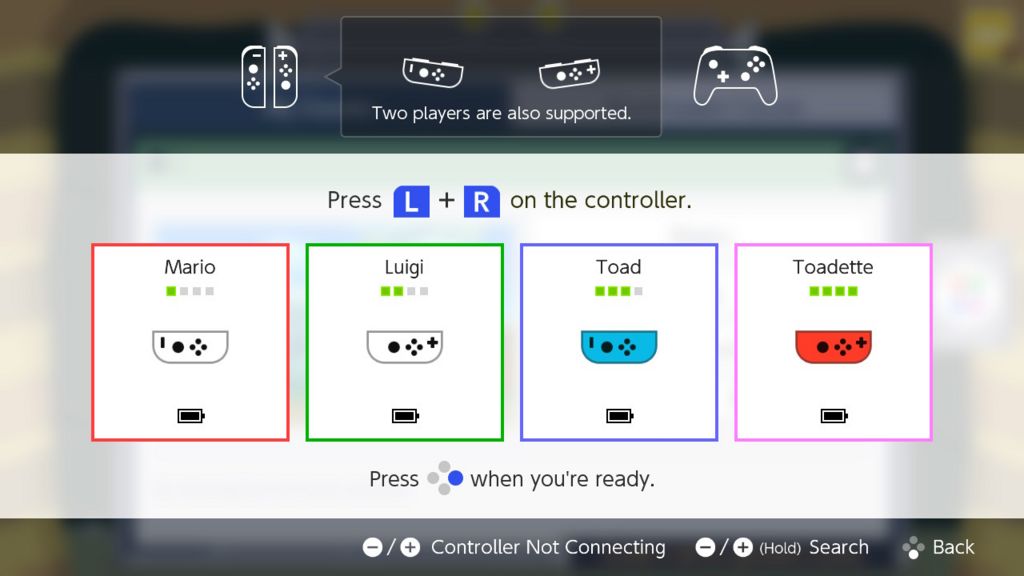 Two players are also supported.
Press L + R on the controller.
Mario
Luigi
Toad
Toadette
Press when you're ready.
−/+ Controller Not Connecting
−/+ (Hold) Search
Back